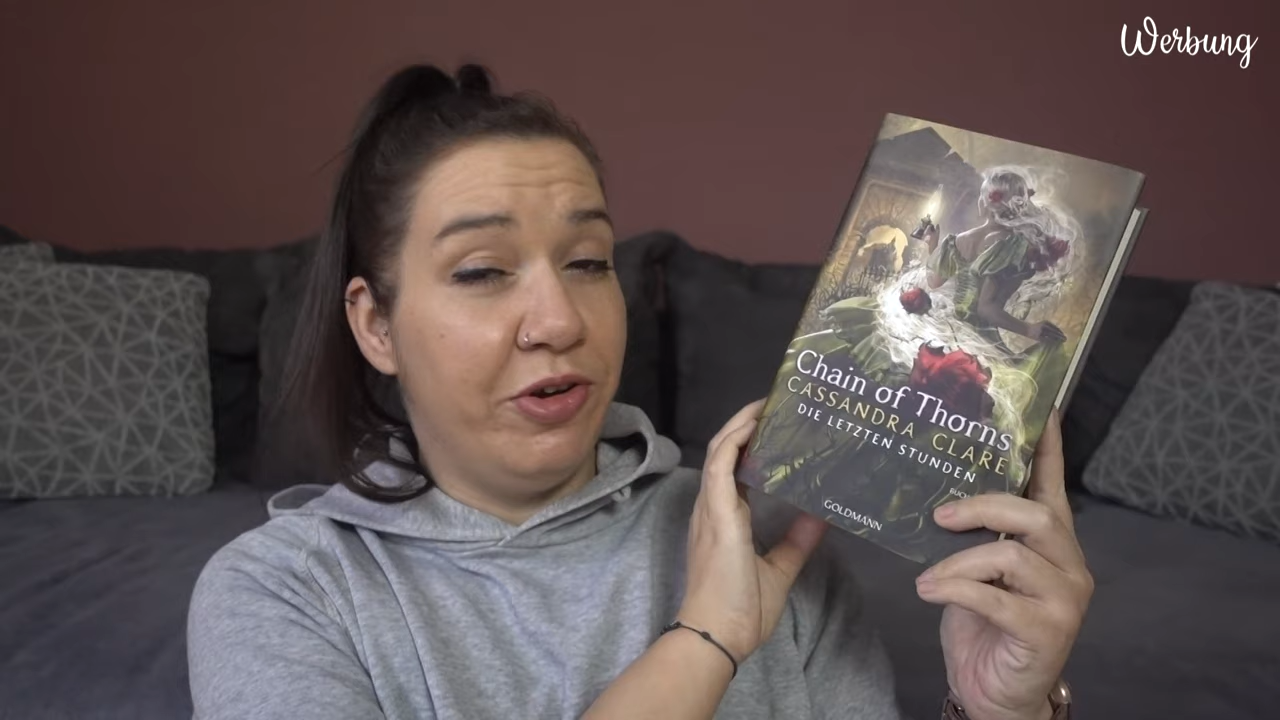 Werbung
Chain of Thorns
CASSANDRA CLARE
DIE LETZTEN STUNDEN
GOLDMANN